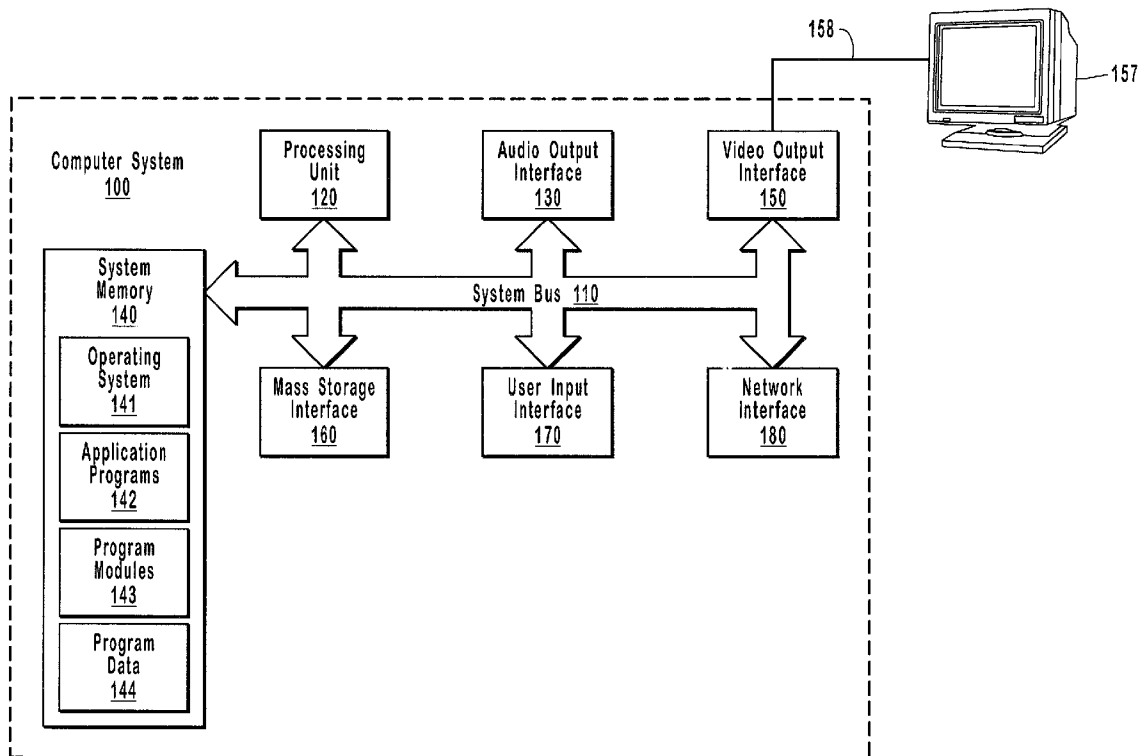 158
157
Computer System
100
Processing
Unit
120
Audio Output
Interface
130
Video Output
Interface
150
System
Memory
140
System Bus 110
Operating
System
141
Application
Programs
142
Program
Modules
143
Program
Data
144
Mass Storage
Interface
160
User Input
Interface
170
Network
Interface
180